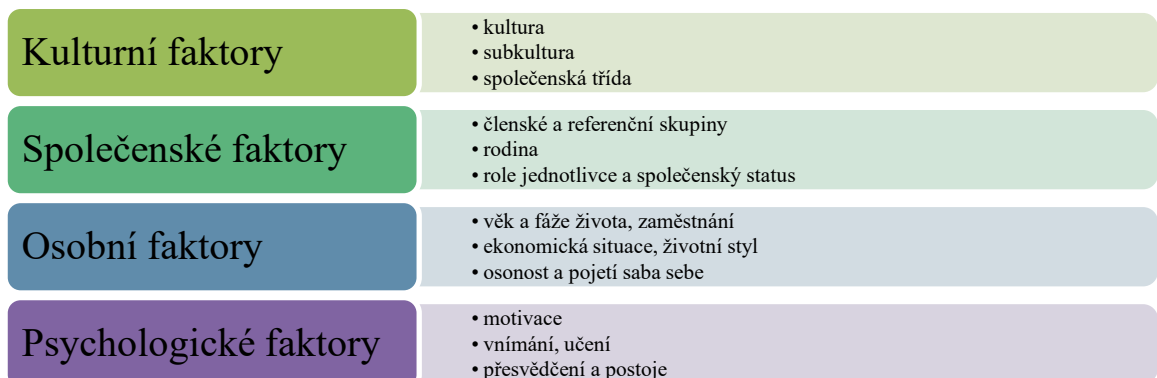 Kulturní faktory
• kultura
• subkultura
• společenská třída
Společenské faktory
• členské a referenční skupiny
• rodina
• role jednotlivce a společenský status
Osobní faktory
• věk a fáže života, zaměstnání
• ekonomická situace, životní styl
• osonost a pojetí saba sebe
Psychologické faktory
• motivace
• vnímání, učení
• přesvědčení a postoje